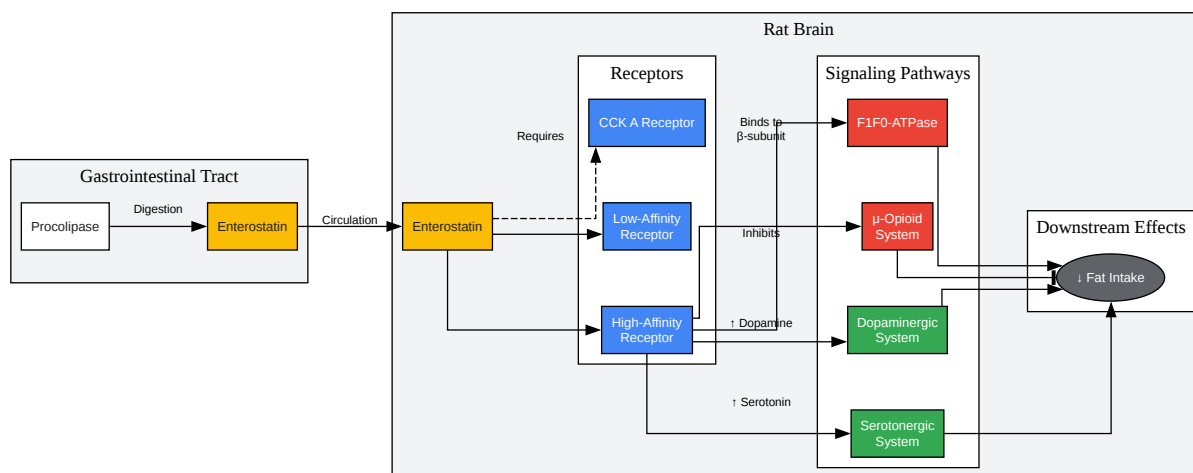 Rat Brain
Receptors
Signaling Pathways
CCK A Receptor
Requires
Binds to
β-subunit
F1F0-ATPase
Gastrointestinal Tract
Procolipase
Digestion
Enterostatin
Circulation
Enterostatin
Low-Affinity
Receptor
Inhibits
μ-Opioid
System
Downstream Effects
↓ Fat Intake
High-Affinity
Receptor
↑ Dopamine
Dopaminergic
System
↑ Serotonin
Serotonergic
System